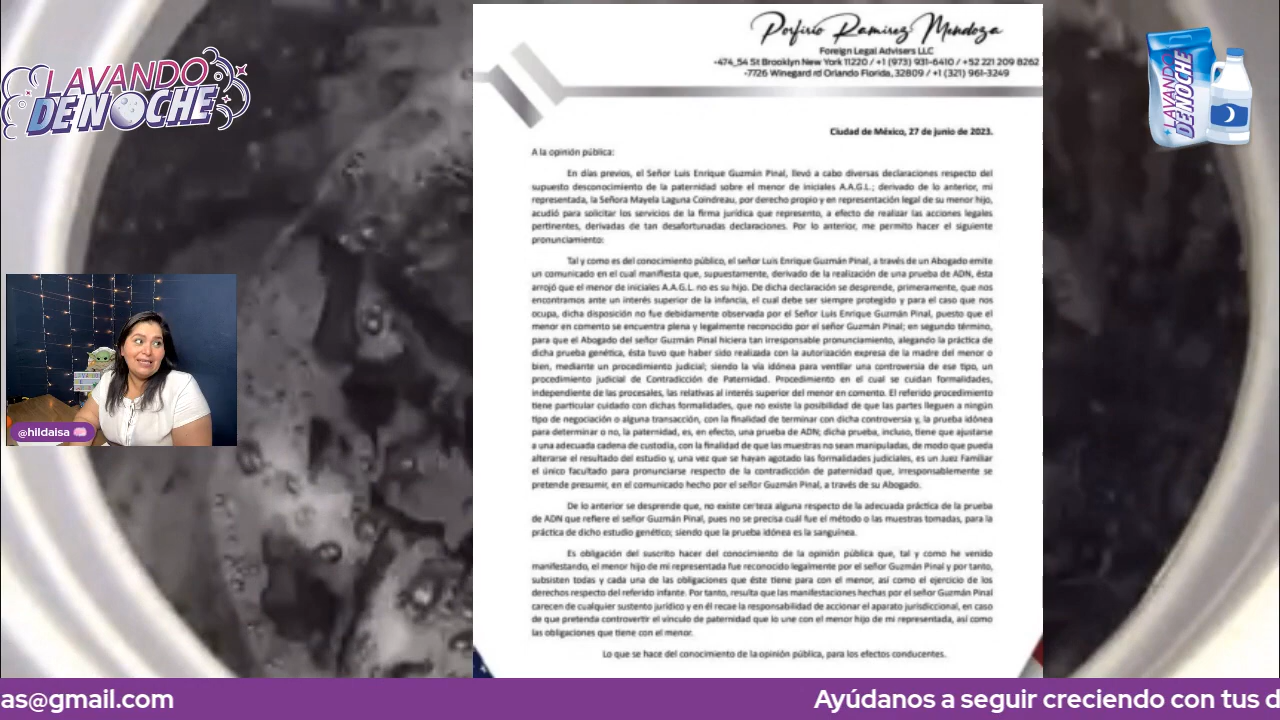 LAVANDO
DE NOCHE
Porfirio Ramirez Mendoza
Foreign Legal Advisers LLC
-474_54 St Brooklyn New York 11220 / +1 (973) 931-6410 / +52 221 209 8262
-7726 Winegard rd Orlando Florida, 32809 / +1 (321) 961-3249
LAVANDO
DE NOCHE
Ciudad de México, 27 de junio de 2023.
A la opinión pública:
En días previos, el Señor Luis Enrique Guzmán Pinal, llevó a cabo diversas declaraciones respecto del
supuesto desconocimiento de la paternidad sobre el menor de iniciales A.A.G.L.; derivado de lo anterior, mi
representada, la Señora Mayela Laguna Coindreau, por derecho propio y en representación legal de su menor hijo,
acudió para solicitar los servicios de la firma jurídica que represento, a efecto de realizar las acciones legales
pertinentes, derivadas de tan desafortunadas declaraciones. Por lo anterior, me permito hacer el siguiente
pronunciamiento:
Tal y como es del conocimiento público, el señor Luis Enrique Guzmán Pinal, a través de un Abogado emite
un comunicado en el cual manifiesta que, supuestamente, derivado de la realización de una prueba de ADN, ésta
arrojó que el menor de iniciales A.A.G.L. no es su hijo. De dicha declaración se desprende, primeramente, que nos
encontramos ante un interés superior de la infancia, el cual debe ser siempre protegido y para el caso que nos
ocupa, dicha disposición no fue debidamente observada por el Señor Luis Enrique Guzmán Pinal, puesto que el
menor en comento se encuentra plena y legalmente reconocido por el señor Guzmán Pinal; en segundo término,
para que el Abogado del señor Guzmán Pinal hiciera tan irresponsable pronunciamiento, alegando la práctica de
dicha prueba genética, ésta tuvo que haber sido realizada con la autorización expresa de la madre del menor o
bien, mediante un procedimiento judicial; siendo la vía idónea para ventilar una controversia de ese tipo, un
procedimiento judicial de Contradicción de Paternidad. Procedimiento en el cual se cuidan formalidades,
independiente de las procesales, las relativas al interés superior del menor en comento. El referido procedimiento
tiene particular cuidado con dichas formalidades, que no existe la posibilidad de que las partes lleguen a ningún
tipo de negociación o alguna transacción, con la finalidad de terminar con dicha controversia y, la prueba idónea
para determinar o no, la paternidad, es, en efecto, una prueba de ADN; dicha prueba, incluso, tiene que ajustarse
a una adecuada cadena de custodia, con la finalidad de que las muestras no sean manipuladas, de modo que pueda
alterarse el resultado del estudio y, una vez que se hayan agotado las formalidades judiciales, es un Juez Familiar
el único facultado para pronunciarse respecto de la contradicción de paternidad que, irresponsablemente se
pretende presumir, en el comunicado hecho por el señor Guzmán Pinal, a través de su Abogado.
De lo anterior se desprende que, no existe certeza alguna respecto de la adecuada práctica de la prueba
de ADN que refiere el señor Guzmán Pinal, pues no se precisa cuál fue el método o las muestras tomadas, para la
práctica de dicho estudio genético; siendo que la prueba idónea es la sanguínea.
Es obligación del suscrito hacer del conocimiento de la opinión pública que, tal y como he venido
manifestando, el menor hijo de mi representada fue reconocido legalmente por el señor Guzmán Pinal y por tanto,
subsisten todas y cada una de las obligaciones que éste tiene para con el menor, así como el ejercicio de los
derechos respecto del referido infante. Por tanto, resulta que las manifestaciones hechas por el señor Guzmán Pinal
carecen de cualquier sustento jurídico y en él recae la responsabilidad de accionar el aparato jurisdiccional, en caso
de que pretenda controvertir el vínculo de paternidad que lo une con el menor hijo de mi representada, así como
las obligaciones que tiene con el menor.
Lo que se hace del conocimiento de la opinión pública, para los efectos conducentes.
@hildaisa
as@gmail.com
Ayúdanos a seguir creciendo con tus d